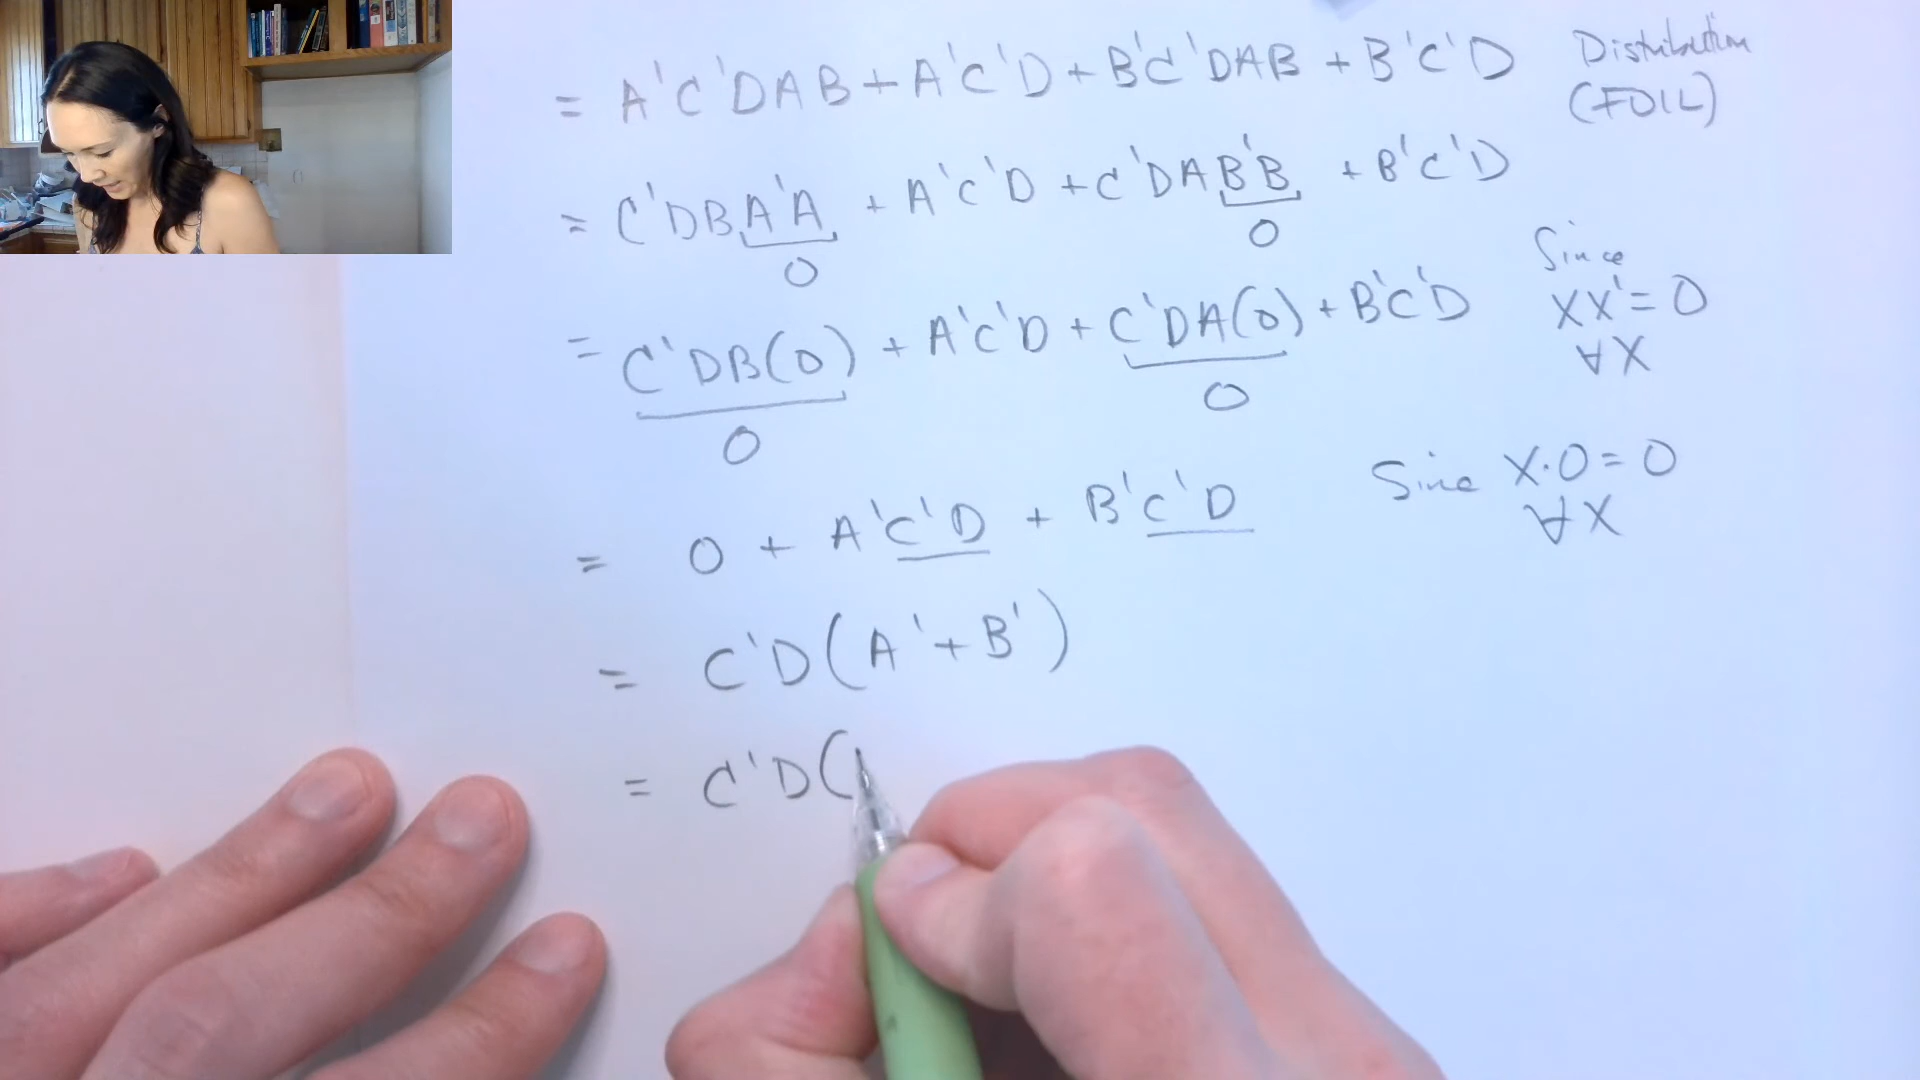 = A'C'DAB + A'C'D + B'C'DAB + B'C'D Distribution
(FOIL)
= C'DBA'A + A'C'D + C'DAB'B + B'C'D
0 0
Since
XX' = 0
∀X
= C'DB(0) + A'C'D + C'DA(0) + B'C'D
0 0
= 0 + A'C'D + B'C'D Since X·0=0
∀X
= C'D(A'+B')
= C'D(